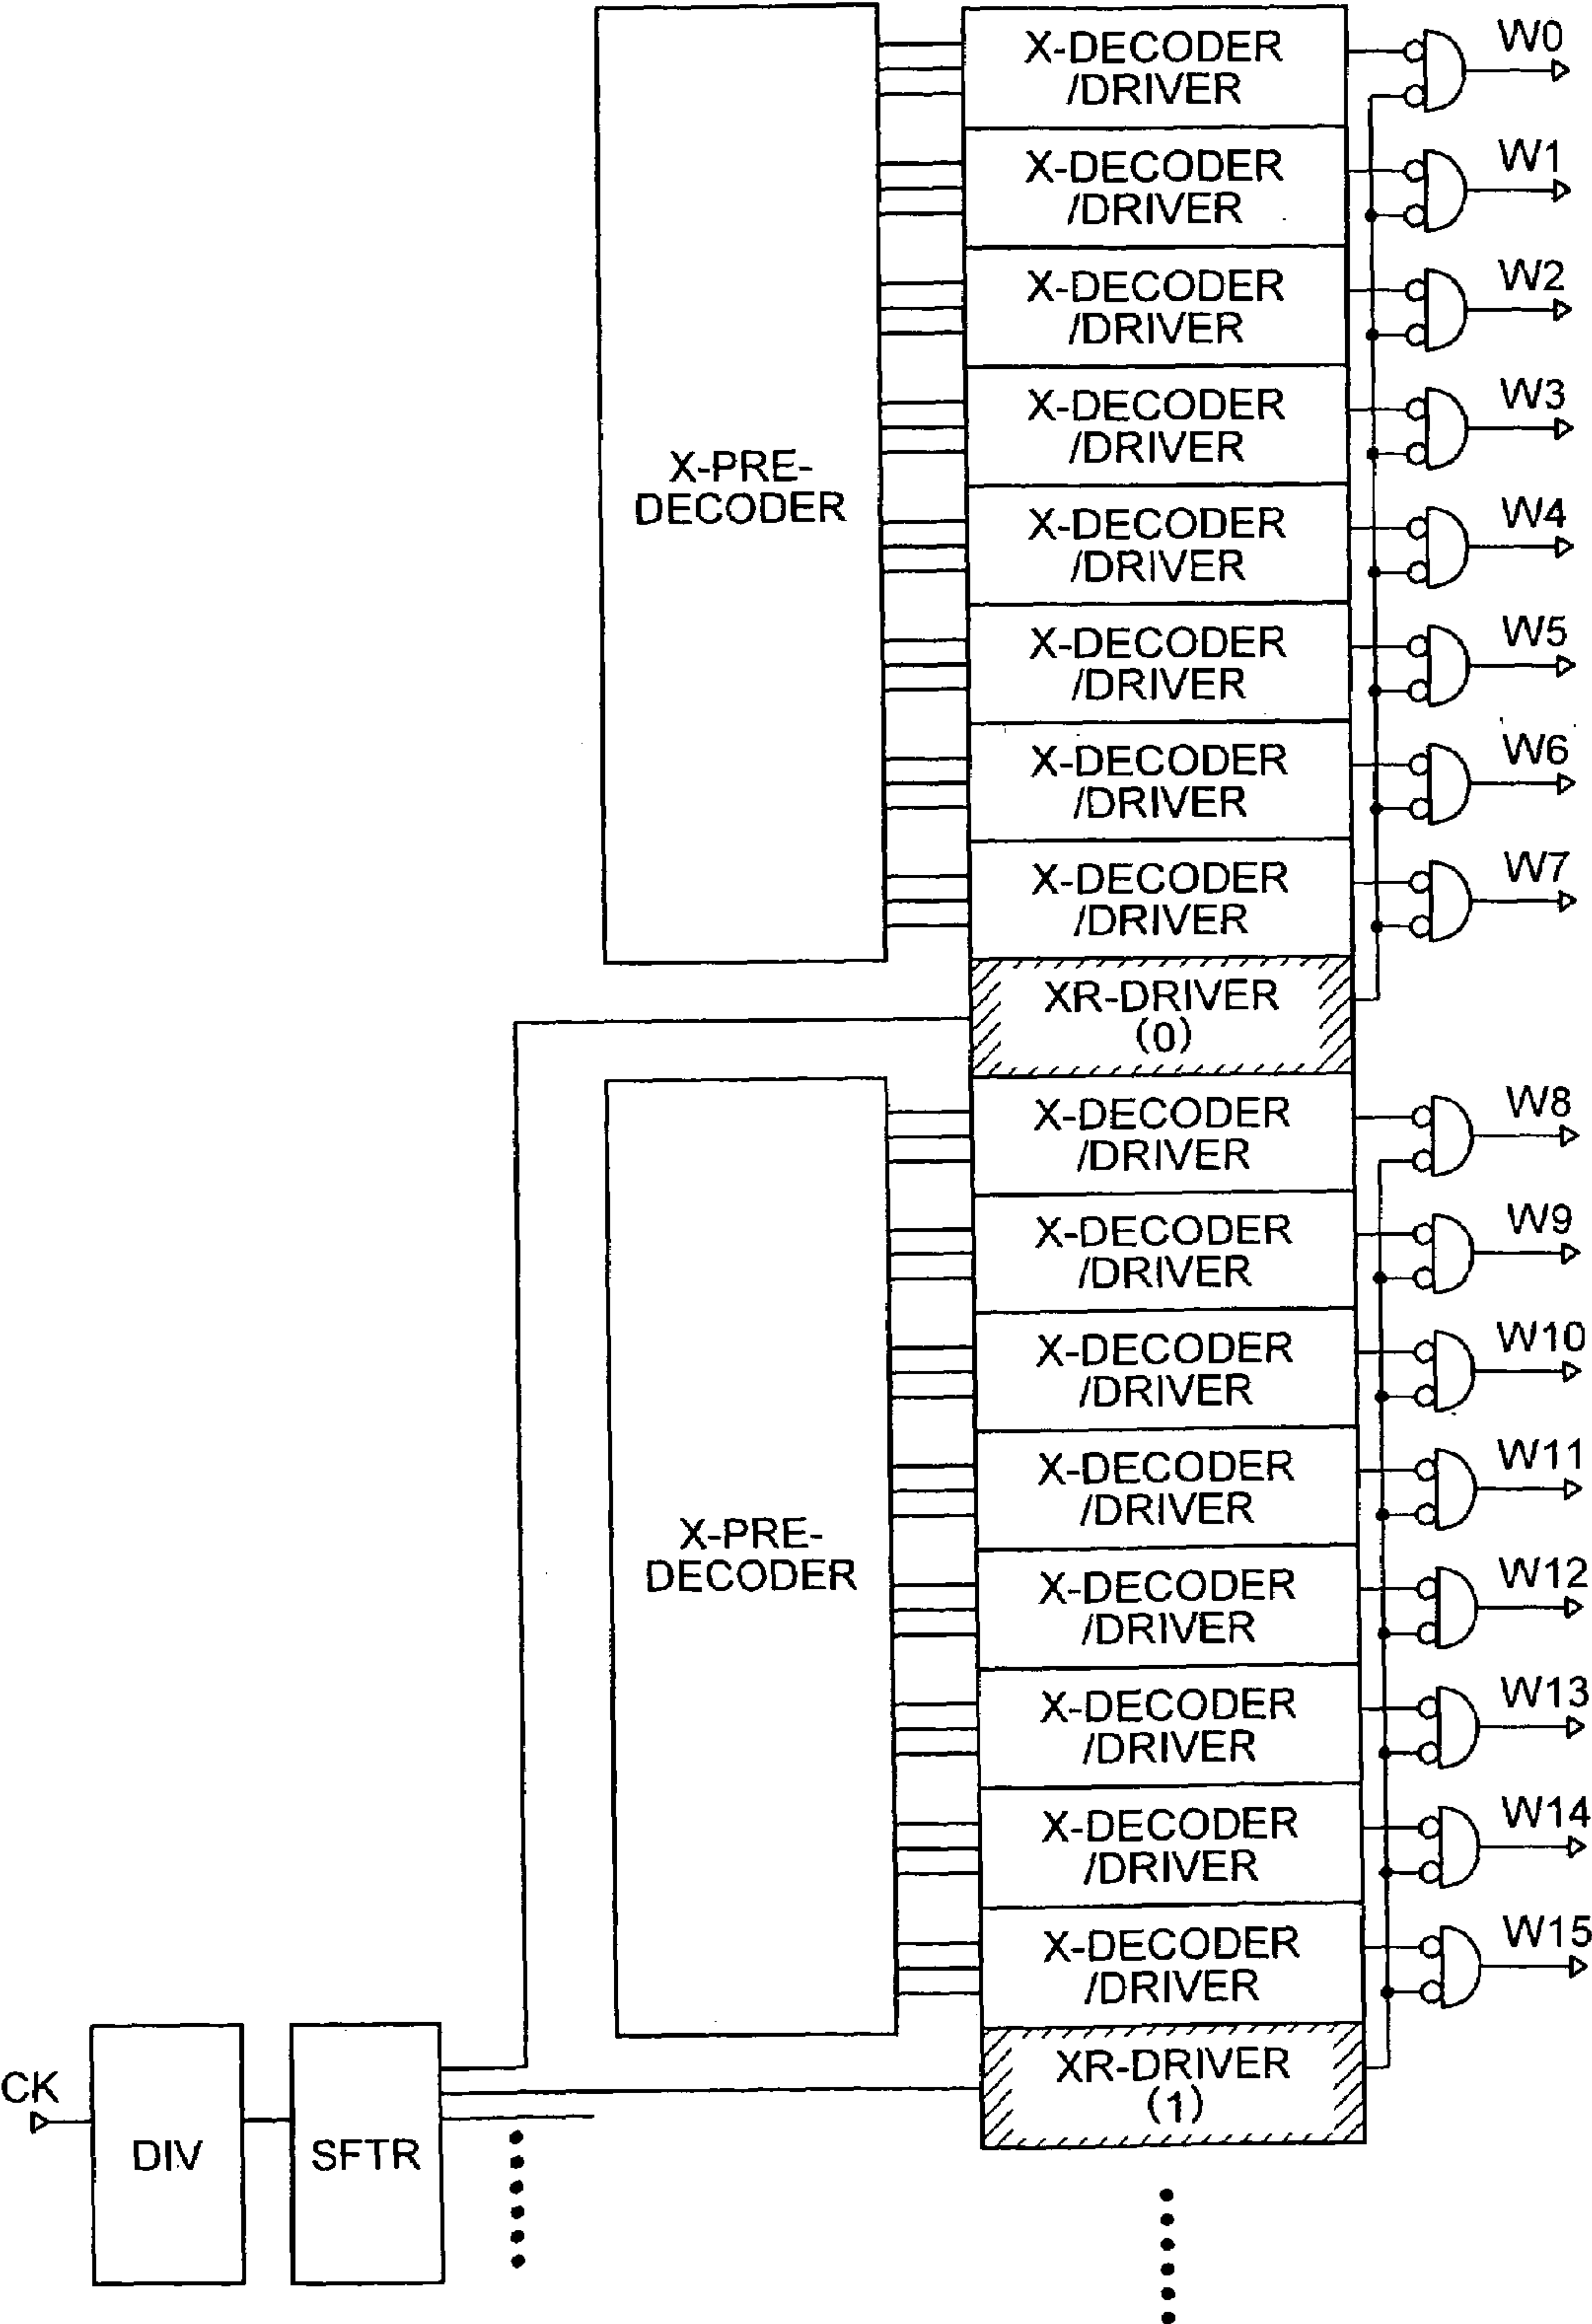 X-PRE-
DECODER
X-DECODER
/DRIVER
W0
X-DECODER
/DRIVER
W1
X-DECODER
/DRIVER
W2
X-DECODER
/DRIVER
W3
X-DECODER
/DRIVER
W4
X-DECODER
/DRIVER
W5
X-DECODER
/DRIVER
W6
X-DECODER
/DRIVER
W7
XR-DRIVER
(0)
X-PRE-
DECODER
X-DECODER
/DRIVER
W8
X-DECODER
/DRIVER
W9
X-DECODER
/DRIVER
W10
X-DECODER
/DRIVER
W11
X-DECODER
/DRIVER
W12
X-DECODER
/DRIVER
W13
X-DECODER
/DRIVER
W14
X-DECODER
/DRIVER
W15
XR-DRIVER
(1)
CK
DIV
SFTR